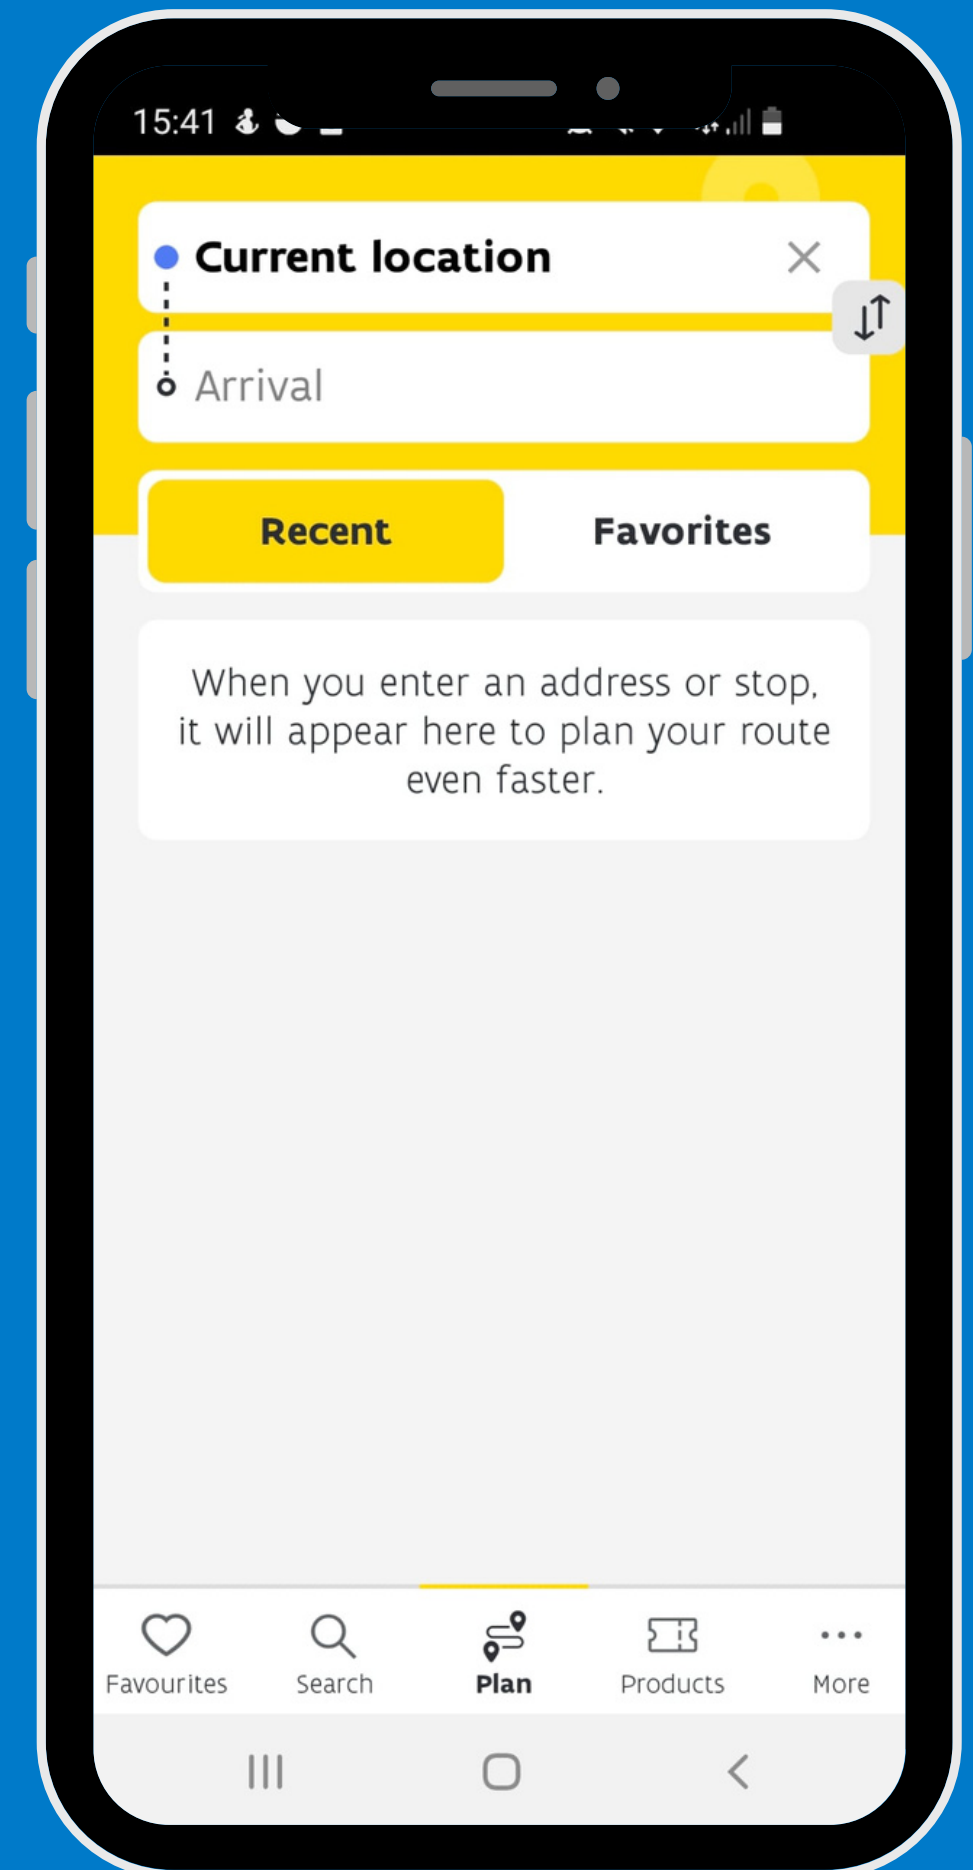 15:41
Current location
Arrival
Recent Favorites
When you enter an address or stop,
it will appear here to plan your route
even faster.
Favourites Search Plan Products More